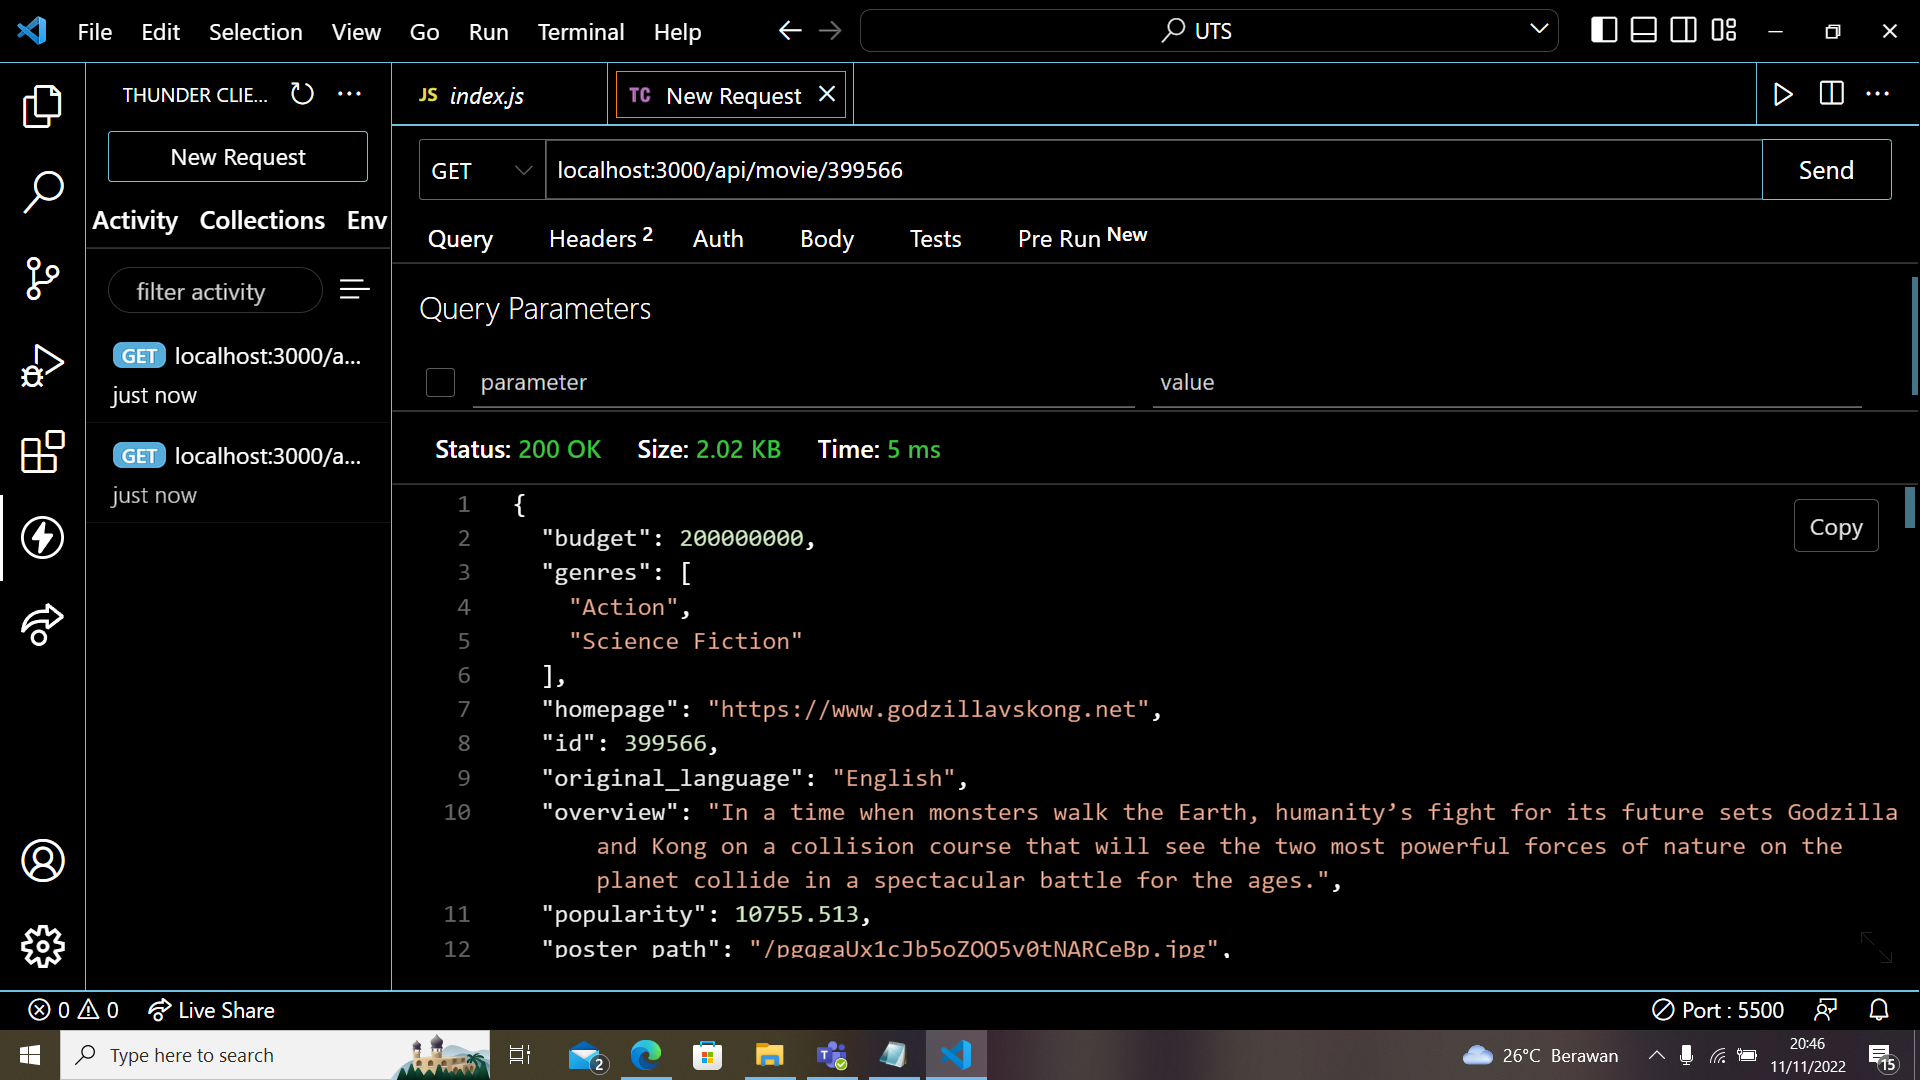 File Edit Selection View Go Run Terminal Help
UTS
THUNDER CLIE...
JS index.js
TC New Request
New Request
GET
localhost:3000/api/movie/399566
Send
Activity Collections Env
Query Headers 2 Auth Body Tests Pre Run New
filter activity
Query Parameters
GET localhost:3000/a...
just now
parameter value
GET localhost:3000/a...
just now
Status: 200 OK Size: 2.02 KB Time: 5 ms
Copy
1 {
2 "budget": 200000000,
3 "genres": [
4 "Action",
5 "Science Fiction"
6 ],
7 "homepage": "https://www.godzillavskong.net",
8 "id": 399566,
9 "original_language": "English",
10 "overview": "In a time when monsters walk the Earth, humanity’s fight for its future sets Godzilla
and Kong on a collision course that will see the two most powerful forces of nature on the
planet collide in a spectacular battle for the ages.",
11 "popularity": 10755.513,
12 "poster_path": "/pgqgaUx1cJb5oZQQ5v0tNARCeBp.jpg",
0 0 Live Share
Port : 5500
Type here to search
2
26°C Berawan
20:46
11/11/2022
15